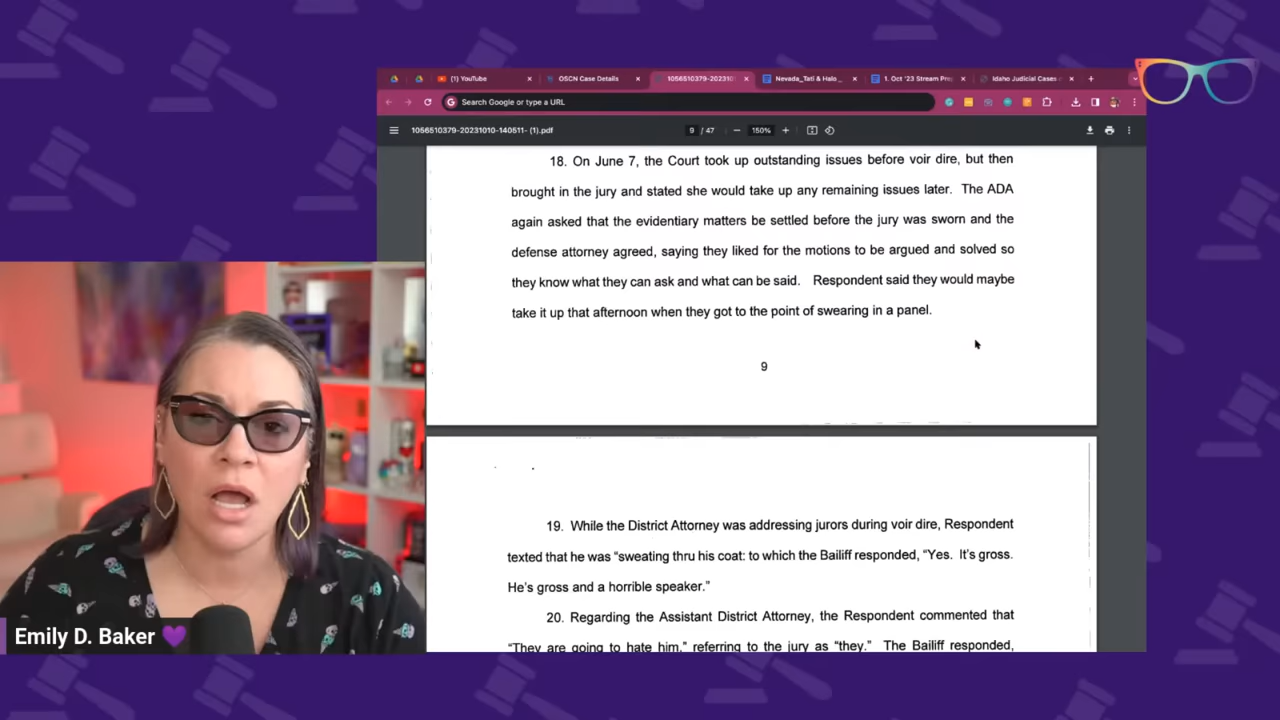 (1) YouTube
OSCN Case Details
1056510379-2023101
Nevada_Tati & Halo _
1. Oct '23 Stream Pre
Idaho Judicial Cases
Search Google or type a URL
1056510379-20231010-140511- (1).pdf
9 / 47
150%
18. On June 7, the Court took up outstanding issues before voir dire, but then
brought in the jury and stated she would take up any remaining issues later. The ADA
again asked that the evidentiary matters be settled before the jury was sworn and the
defense attorney agreed, saying they liked for the motions to be argued and solved so
they know what they can ask and what can be said. Respondent said they would maybe
take it up that afternoon when they got to the point of swearing in a panel.
9
19. While the District Attorney was addressing jurors during voir dire, Respondent
texted that he was “sweating thru his coat: to which the Bailiff responded, “Yes. It’s gross.
He’s gross and a horrible speaker.”
20. Regarding the Assistant District Attorney, the Respondent commented that
“They are going to hate him,” referring to the jury as “they.” The Bailiff responded,
Emily D. Baker 💜